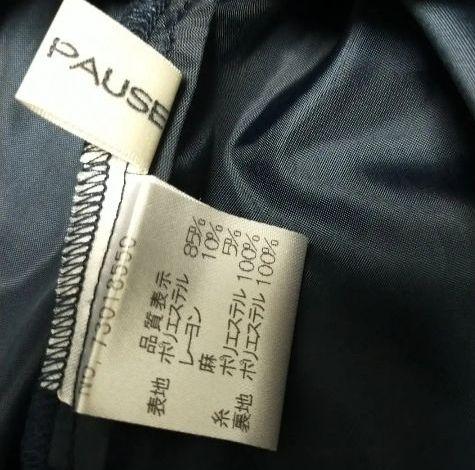 PAUSE
No. 73018550
品質表示
表地 ポリエステル 85%
レーヨン 10%
麻 5%
糸 ポリエステル 100%
裏地 ポリエステル 100%